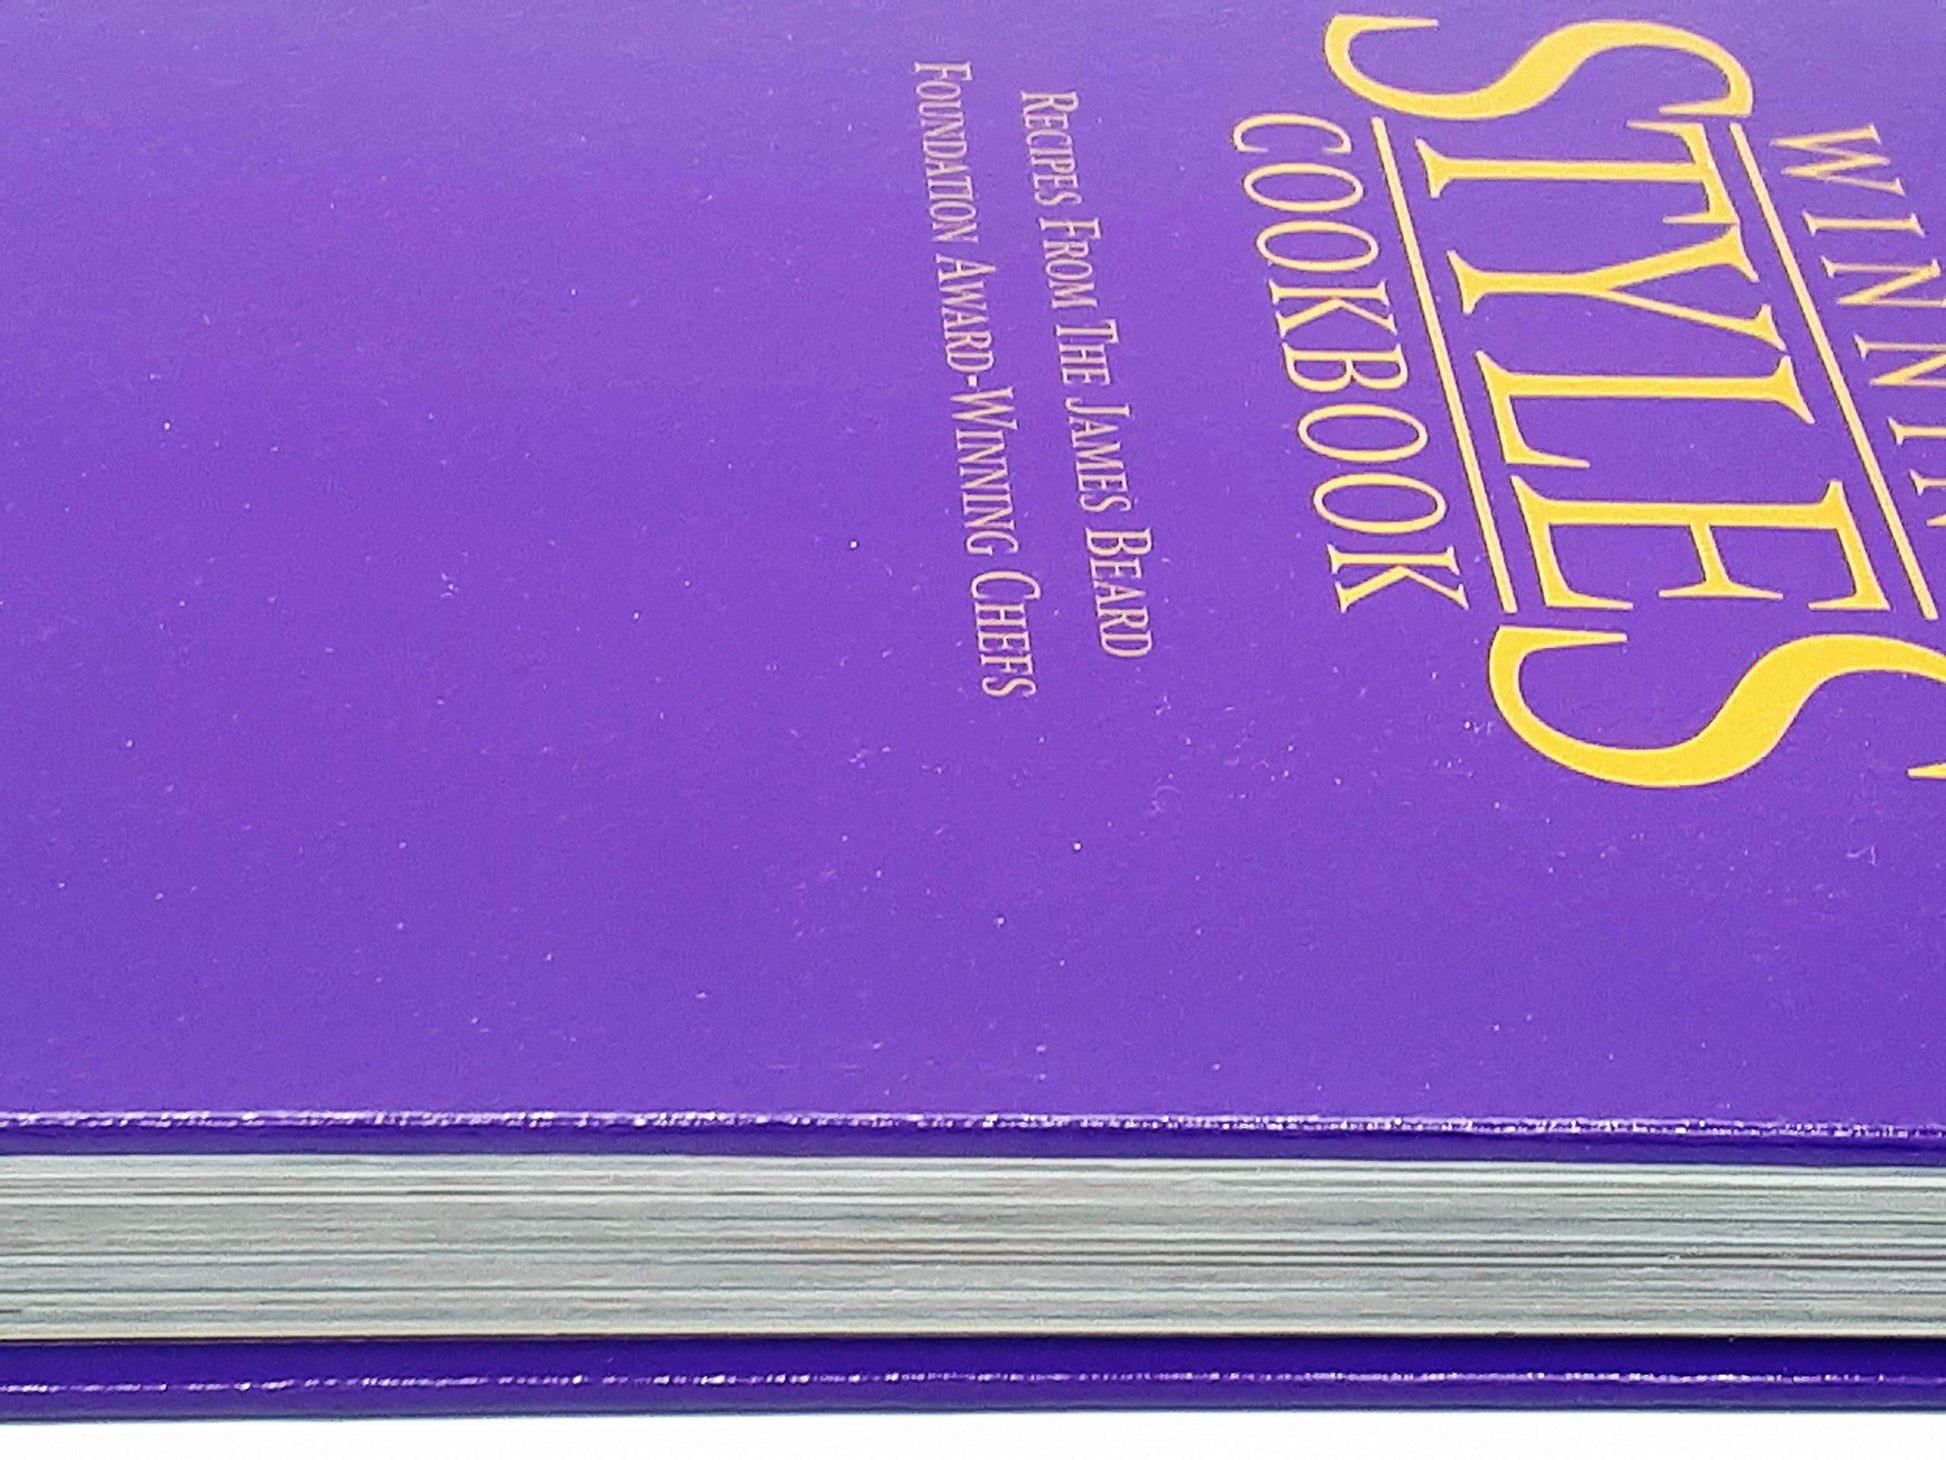 STYLES
COOKBOOK
RECIPES FROM THE JAMES BEARD
FOUNDATION AWARD-WINNING CHEFS